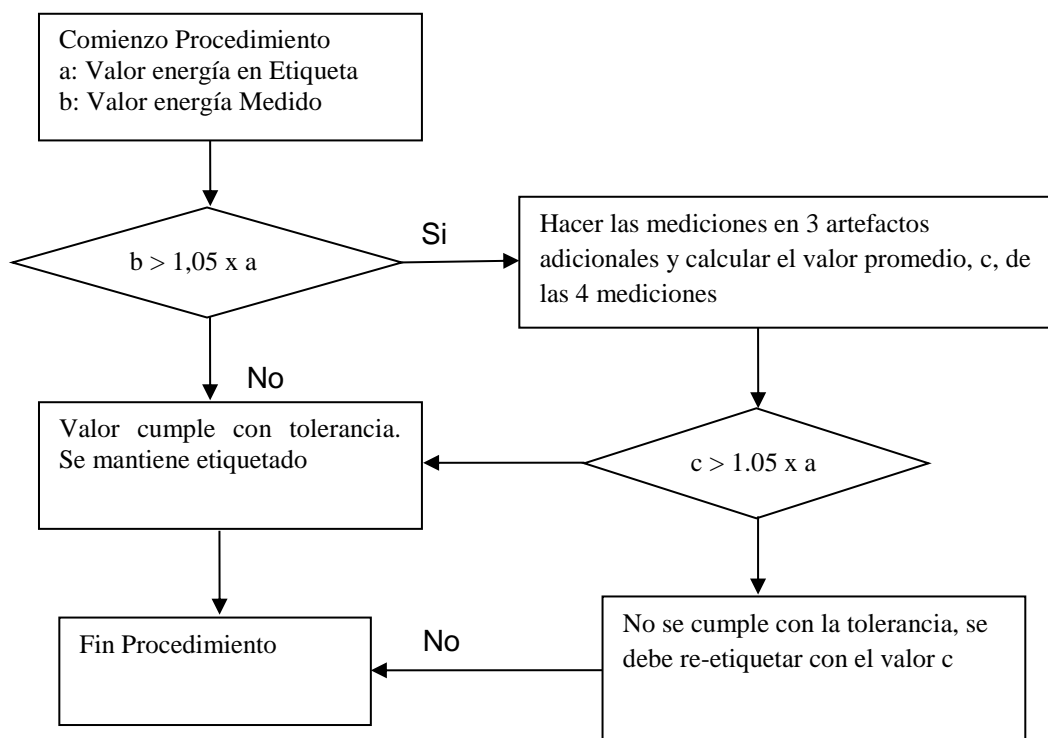 Comienzo Procedimiento
a: Valor energía en Etiqueta
b: Valor energía Medido
b > 1,05 x a
Si
Hacer las mediciones en 3 artefactos
adicionales y calcular el valor promedio, c, de
las 4 mediciones
No
Valor cumple con tolerancia.
Se mantiene etiquetado
c > 1.05 x a
Fin Procedimiento
No
No se cumple con la tolerancia, se
debe re-etiquetar con el valor c